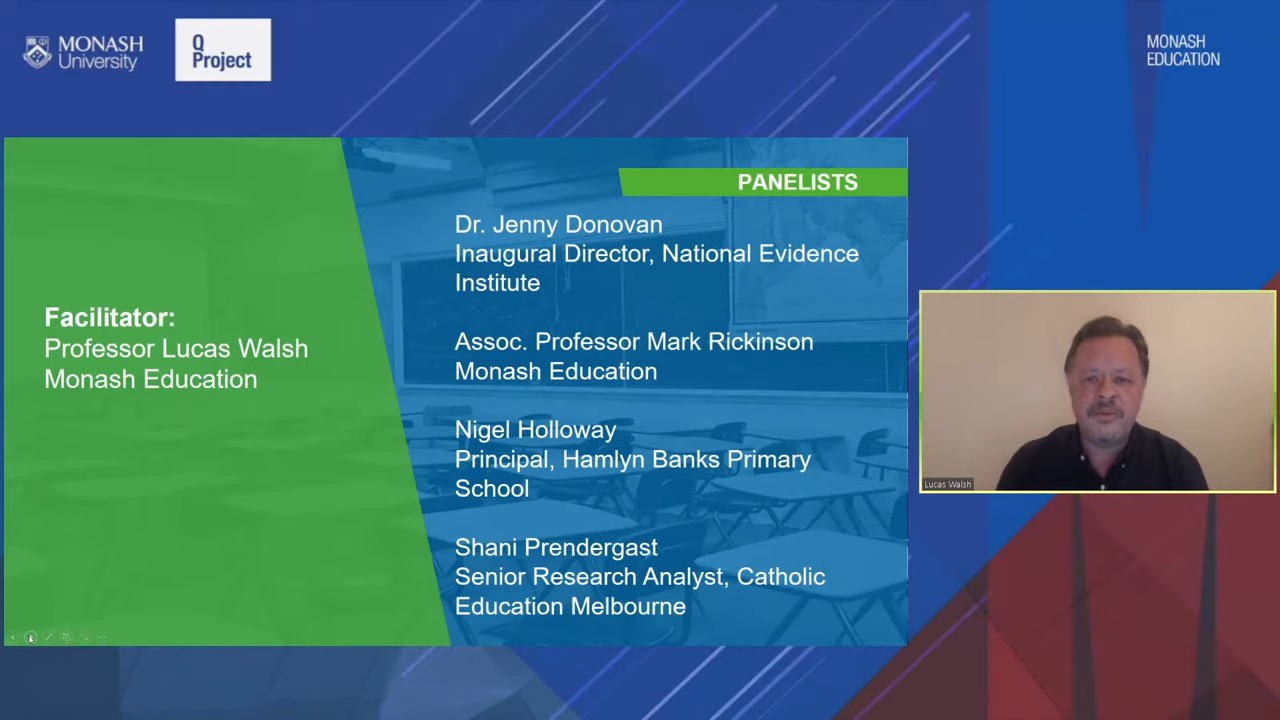 MONASH
University
Q
Project
MONASH
EDUCATION
PANELISTS
Facilitator:
Professor Lucas Walsh
Monash Education
Dr. Jenny Donovan
Inaugural Director, National Evidence
Institute
Assoc. Professor Mark Rickinson
Monash Education
Nigel Holloway
Principal, Hamlyn Banks Primary
School
Shani Prendergast
Senior Research Analyst, Catholic
Education Melbourne
Lucas Walsh